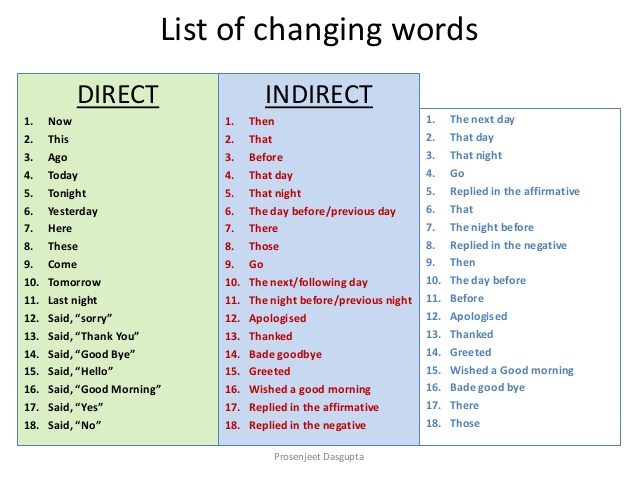 List of changing words
DIRECT
1. Now
2. This
3. Ago
4. Today
5. Tonight
6. Yesterday
7. Here
8. These
9. Come
10. Tomorrow
11. Last night
12. Said, “sorry”
13. Said, “Thank You”
14. Said, “Good Bye”
15. Said, “Hello”
16. Said, “Good Morning”
17. Said, “Yes”
18. Said, “No”
INDIRECT
1. Then
2. That
3. Before
4. That day
5. That night
6. The day before/previous day
7. There
8. Those
9. Go
10. The next/following day
11. The night before/previous night
12. Apologised
13. Thanked
14. Bade goodbye
15. Greeted
16. Wished a good morning
17. Replied in the affirmative
18. Replied in the negative
1. The next day
2. That day
3. That night
4. Go
5. Replied in the affirmative
6. That
7. The night before
8. Replied in the negative
9. Then
10. The day before
11. Before
12. Apologised
13. Thanked
14. Greeted
15. Wished a Good morning
16. Bade good bye
17. There
18. Those
Prosenjeet Dasgupta